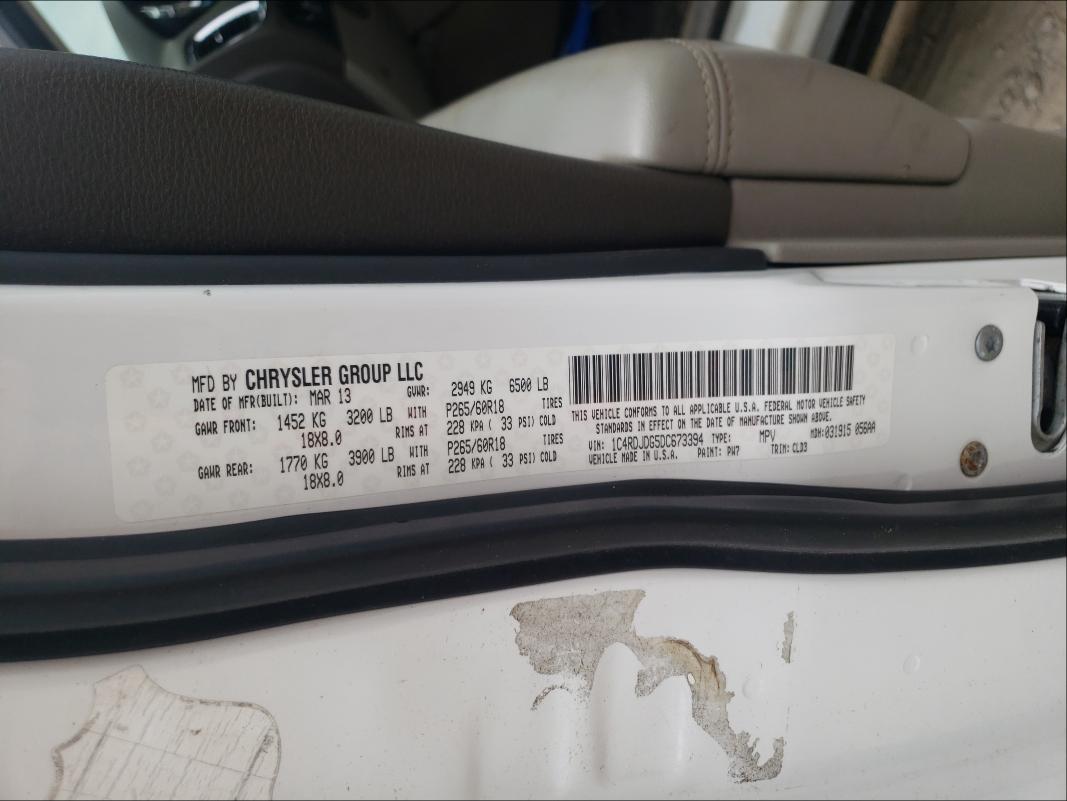 MFD BY CHRYSLER GROUP LLC
DATE OF MFR(BUILT): MAR 13 GVWR: 2949 KG 6500 LB
GAWR FRONT: 1452 KG 3200 LB WITH P265/60R18 TIRES
18X8.0 RIMS AT 228 KPA ( 33 PSI) COLD
GAWR REAR: 1770 KG 3900 LB WITH P265/60R18 TIRES
18X8.0 RIMS AT 228 KPA ( 33 PSI) COLD
THIS VEHICLE CONFORMS TO ALL APPLICABLE U.S.A. FEDERAL MOTOR VEHICLE SAFETY
STANDARDS IN EFFECT ON THE DATE OF MANUFACTURE SHOWN ABOVE.
VIN: 1C4RDJDG5DC673394 TYPE: MPV MDH: 031915 056AA
VEHICLE MADE IN U.S.A. PAINT: PW7 TRIM: CLD3